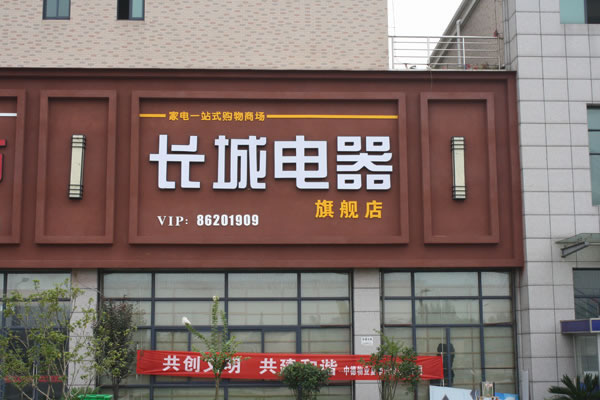 家电一站式购物商场
长城电器
旗舰店
VIP: 86201909
共创文明 共建和谐